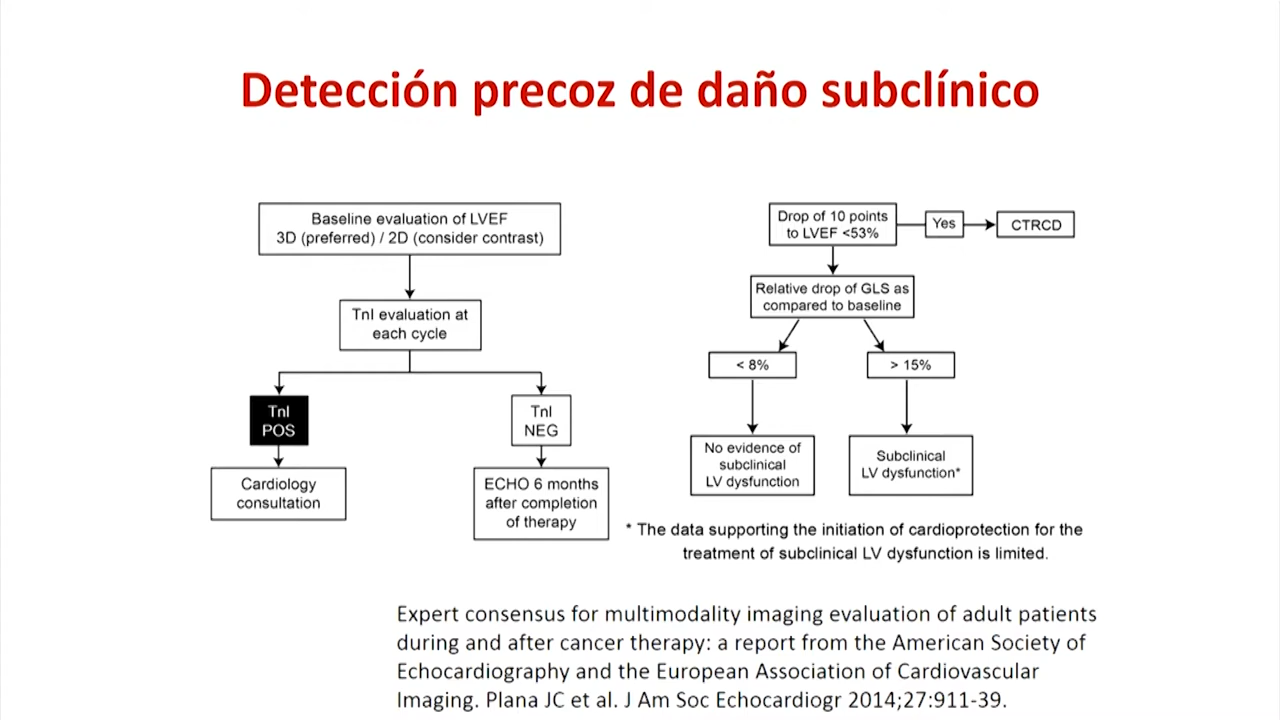 Detección precoz de daño subclínico
Baseline evaluation of LVEF
3D (preferred) / 2D (consider contrast)
TnI evaluation at
each cycle
TnI
POS
TnI
NEG
Cardiology
consultation
ECHO 6 months
after completion
of therapy
Drop of 10 points
to LVEF <53%
Yes
CTRCD
Relative drop of GLS as
compared to baseline
< 8%
> 15%
No evidence of
subclinical
LV dysfunction
Subclinical
LV dysfunction*
* The data supporting the initiation of cardioprotection for the
treatment of subclinical LV dysfunction is limited.
Expert consensus for multimodality imaging evaluation of adult patients
during and after cancer therapy: a report from the American Society of
Echocardiography and the European Association of Cardiovascular
Imaging. Plana JC et al. J Am Soc Echocardiogr 2014;27:911-39.